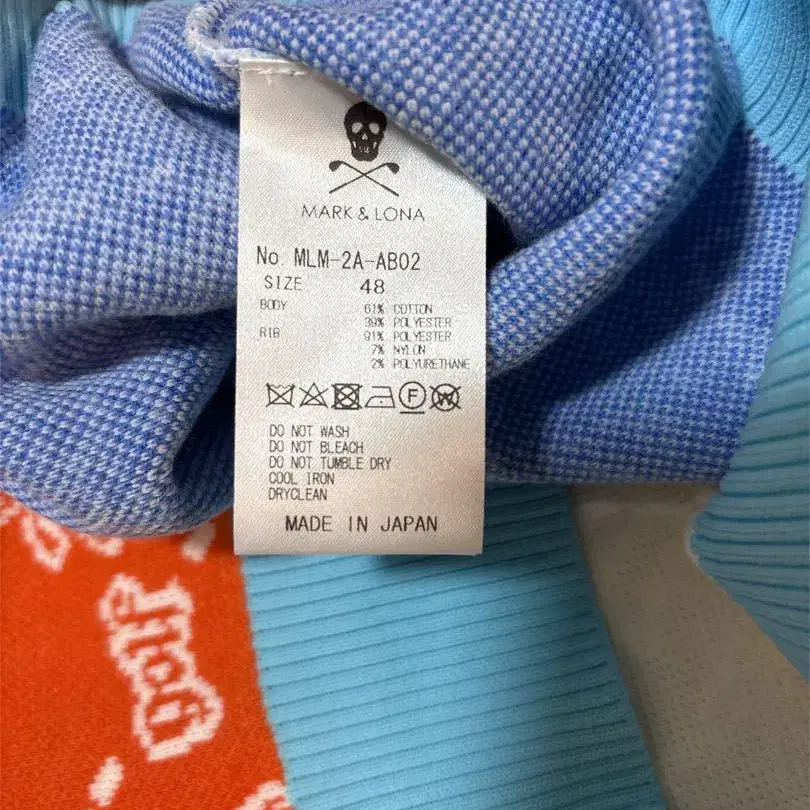 MARK & LONA
No. MLM-2A-AB02
SIZE 48
BODY 61% COTTON
39% POLYESTER
RIB 91% POLYESTER
7% NYLON
2% POLYURETHANE
F W
DO NOT WASH
DO NOT BLEACH
DO NOT TUMBLE DRY
COOL IRON
DRYCLEAN
MADE IN JAPAN